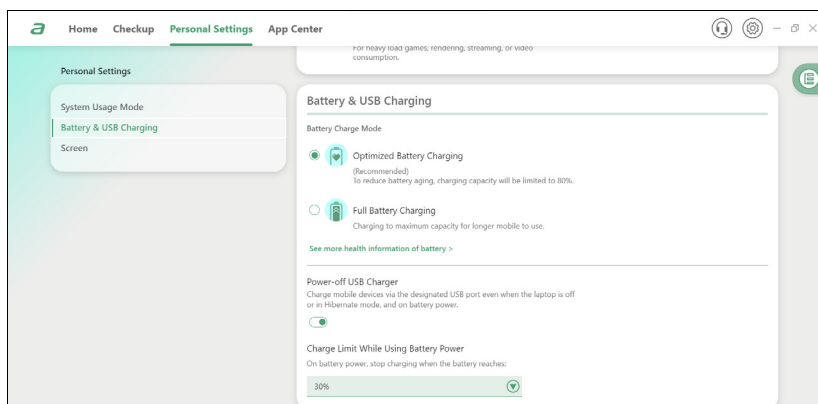 a Home Checkup Personal Settings App Center
For heavy load games, rendering, streaming, or video
consumption.
Personal Settings
System Usage Mode
Battery & USB Charging
Screen
Battery & USB Charging
Battery Charge Mode
Optimized Battery Charging
(Recommended)
To reduce battery aging, charging capacity will be limited to 80%.
Full Battery Charging
Charging to maximum capacity for longer mobile to use.
See more health information of battery >
Power-off USB Charger
Charge mobile devices via the designated USB port even when the laptop is off
or in Hibernate mode, and on battery power.
Charge Limit While Using Battery Power
On battery power, stop charging when the battery reaches:
30%